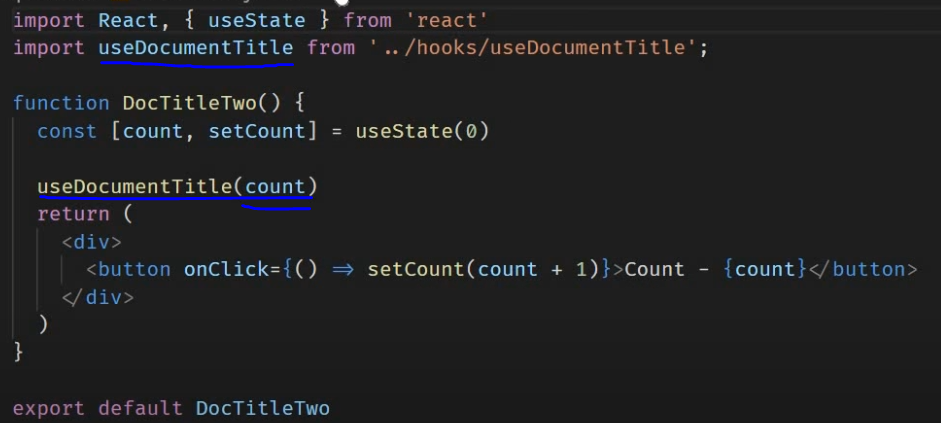 import React, { useState } from 'react'
import useDocumentTitle from '../hooks/useDocumentTitle';
function DocTitleTwo() {
const [count, setCount] = useState(0)
useDocumentTitle(count)
return (
<div>
<button onClick={() => setCount(count + 1)}>Count - {count}</button>
</div>
)
}
export default DocTitleTwo